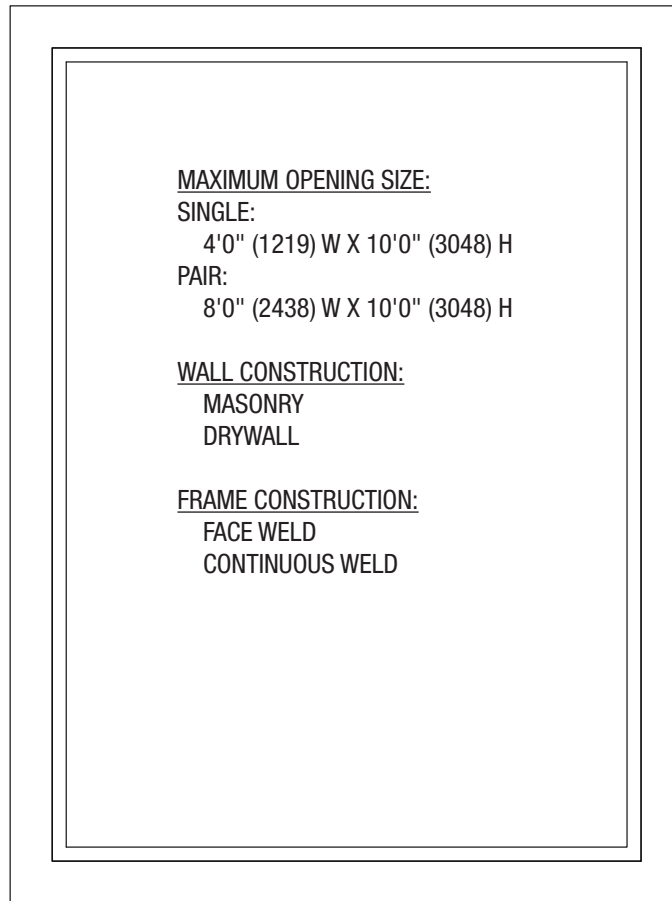 MAXIMUM OPENING SIZE:
SINGLE:
4'0" (1219) W X 10'0" (3048) H
PAIR:
8'0" (2438) W X 10'0" (3048) H
WALL CONSTRUCTION:
MASONRY
DRYWALL
FRAME CONSTRUCTION:
FACE WELD
CONTINUOUS WELD